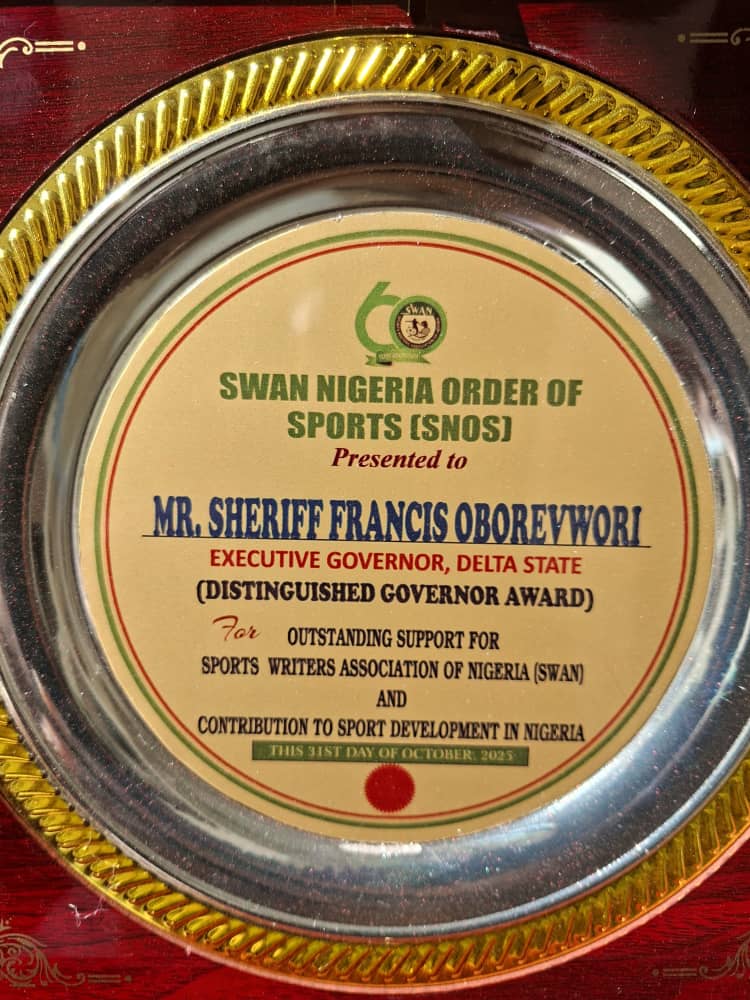 60
SWAN
SWAN NIGERIA ORDER OF
SPORTS (SNOS)
Presented to
MR. SHERIFF FRANCIS OBOREVWORI
EXECUTIVE GOVERNOR, DELTA STATE
(DISTINGUISHED GOVERNOR AWARD)
For OUTSTANDING SUPPORT FOR
SPORTS WRITERS ASSOCIATION OF NIGERIA (SWAN)
AND
CONTRIBUTION TO SPORT DEVELOPMENT IN NIGERIA
THIS 31ST DAY OF OCTOBER, 2025